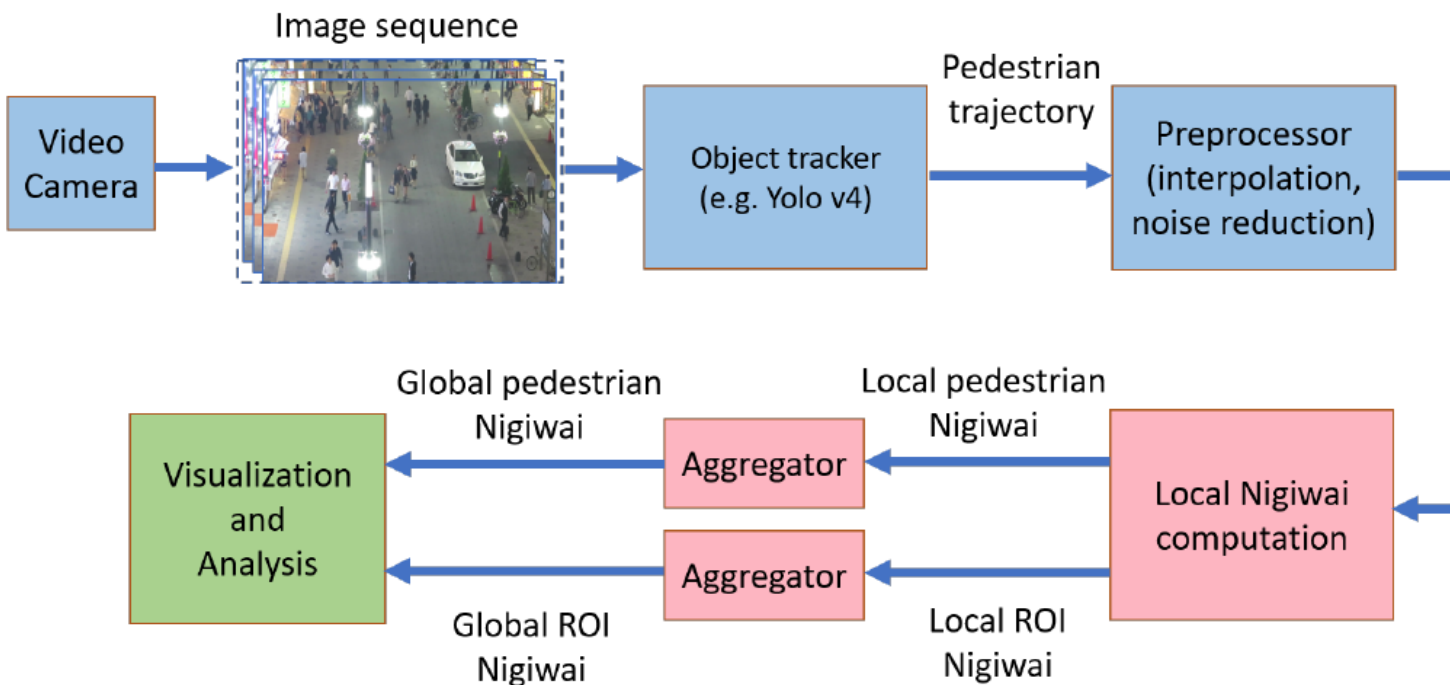 Image sequence
Video
Camera
Object tracker
(e.g. Yolo v4)
Pedestrian
trajectory
Preprocessor
(interpolation,
noise reduction)
Global pedestrian
Nigiwai
Local pedestrian
Nigiwai
Visualization
and
Analysis
Aggregator
Aggregator
Local Nigiwai
computation
Global ROI
Nigiwai
Local ROI
Nigiwai